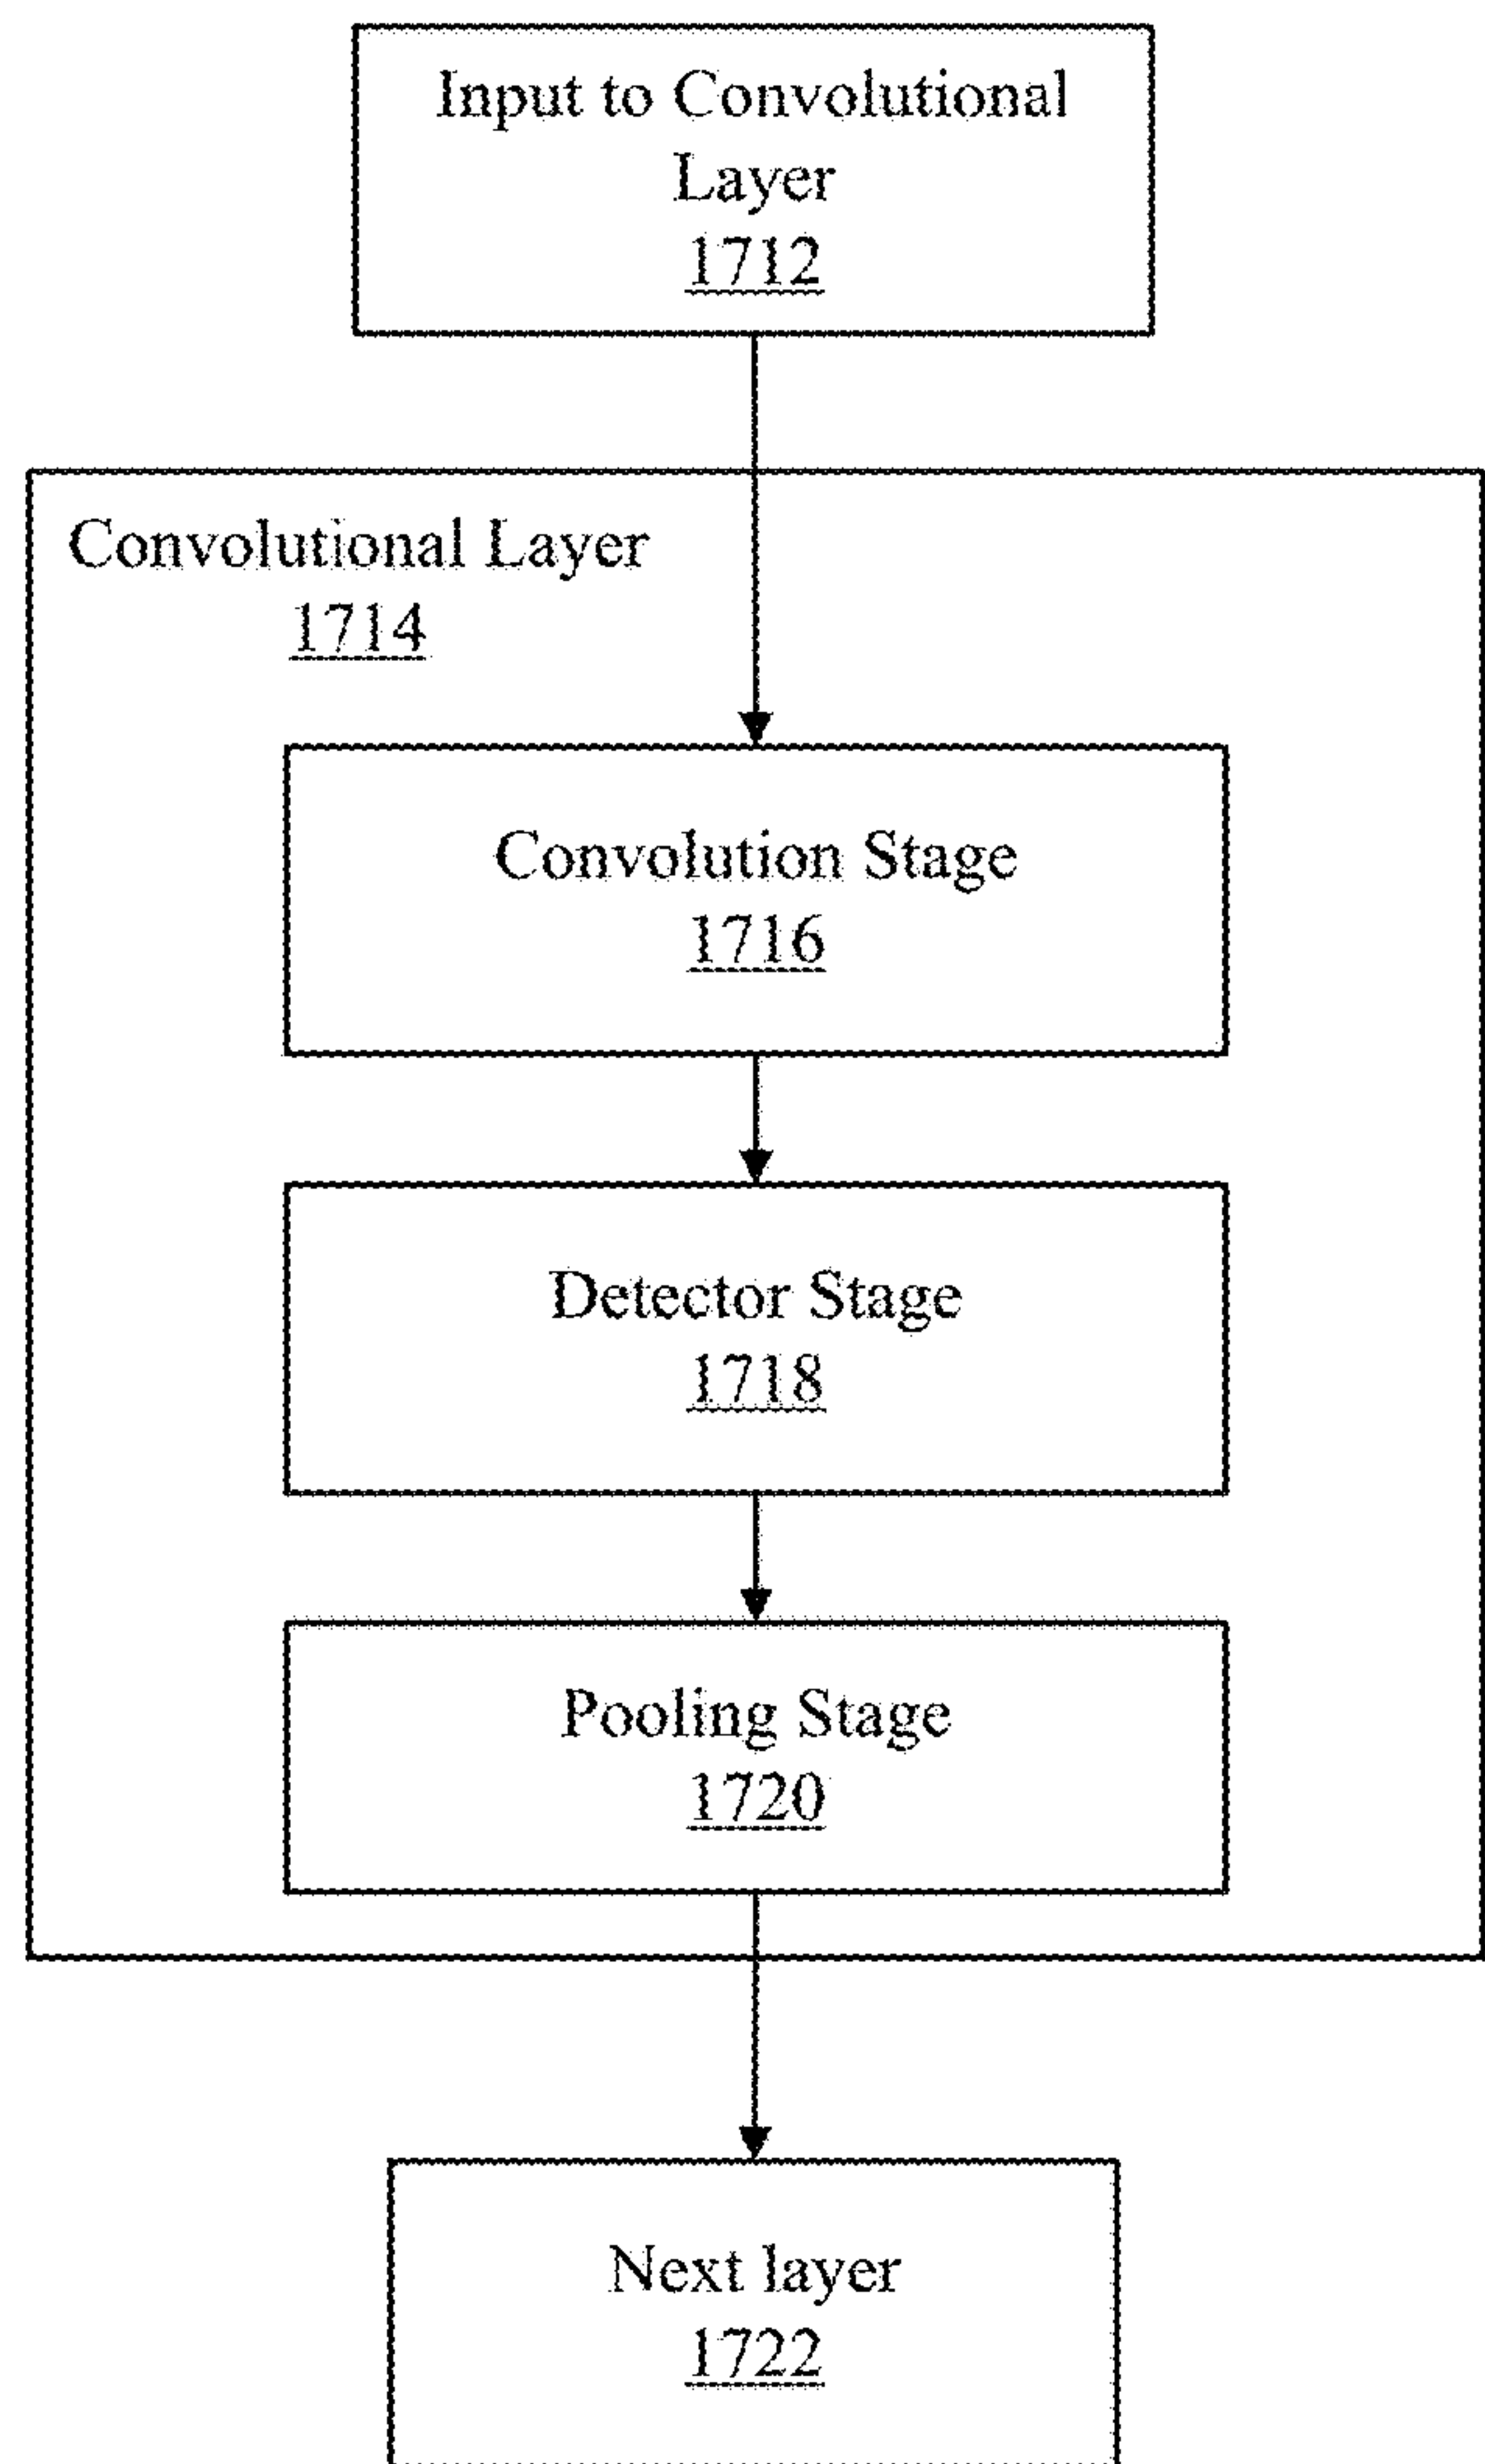 Input to Convolutional
Layer
1712
Convolutional Layer
1714
Convolution Stage
1716
Detector Stage
1718
Pooling Stage
1720
Next layer
1722